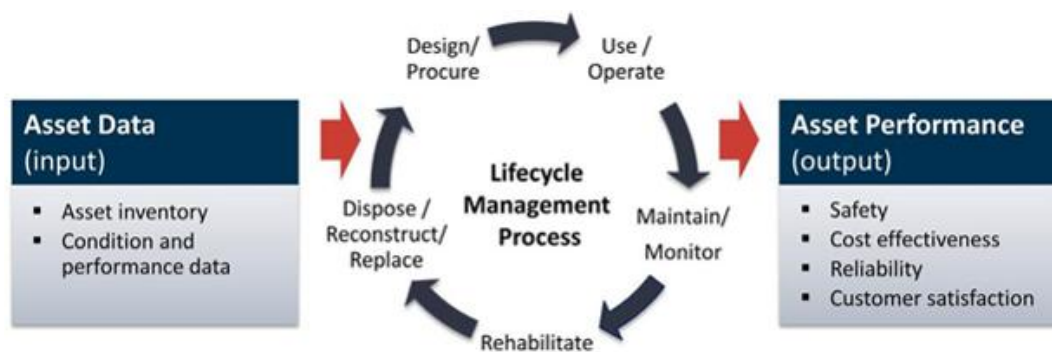 Asset Data
(input)
▪ Asset inventory
▪ Condition and
performance data
Design/
Procure
Use /
Operate
Maintain/
Monitor
Rehabilitate
Dispose /
Reconstruct/
Replace
Lifecycle
Management
Process
Asset Performance
(output)
▪ Safety
▪ Cost effectiveness
▪ Reliability
▪ Customer satisfaction